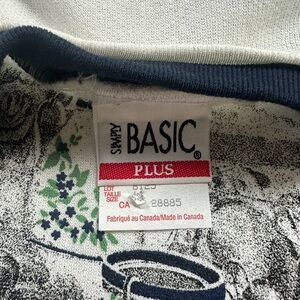 SIMPLY BASIC®
PLUS
LOT
TAILLE
SIZE
CA 28885
Fabriqué au Canada/Made in Canada